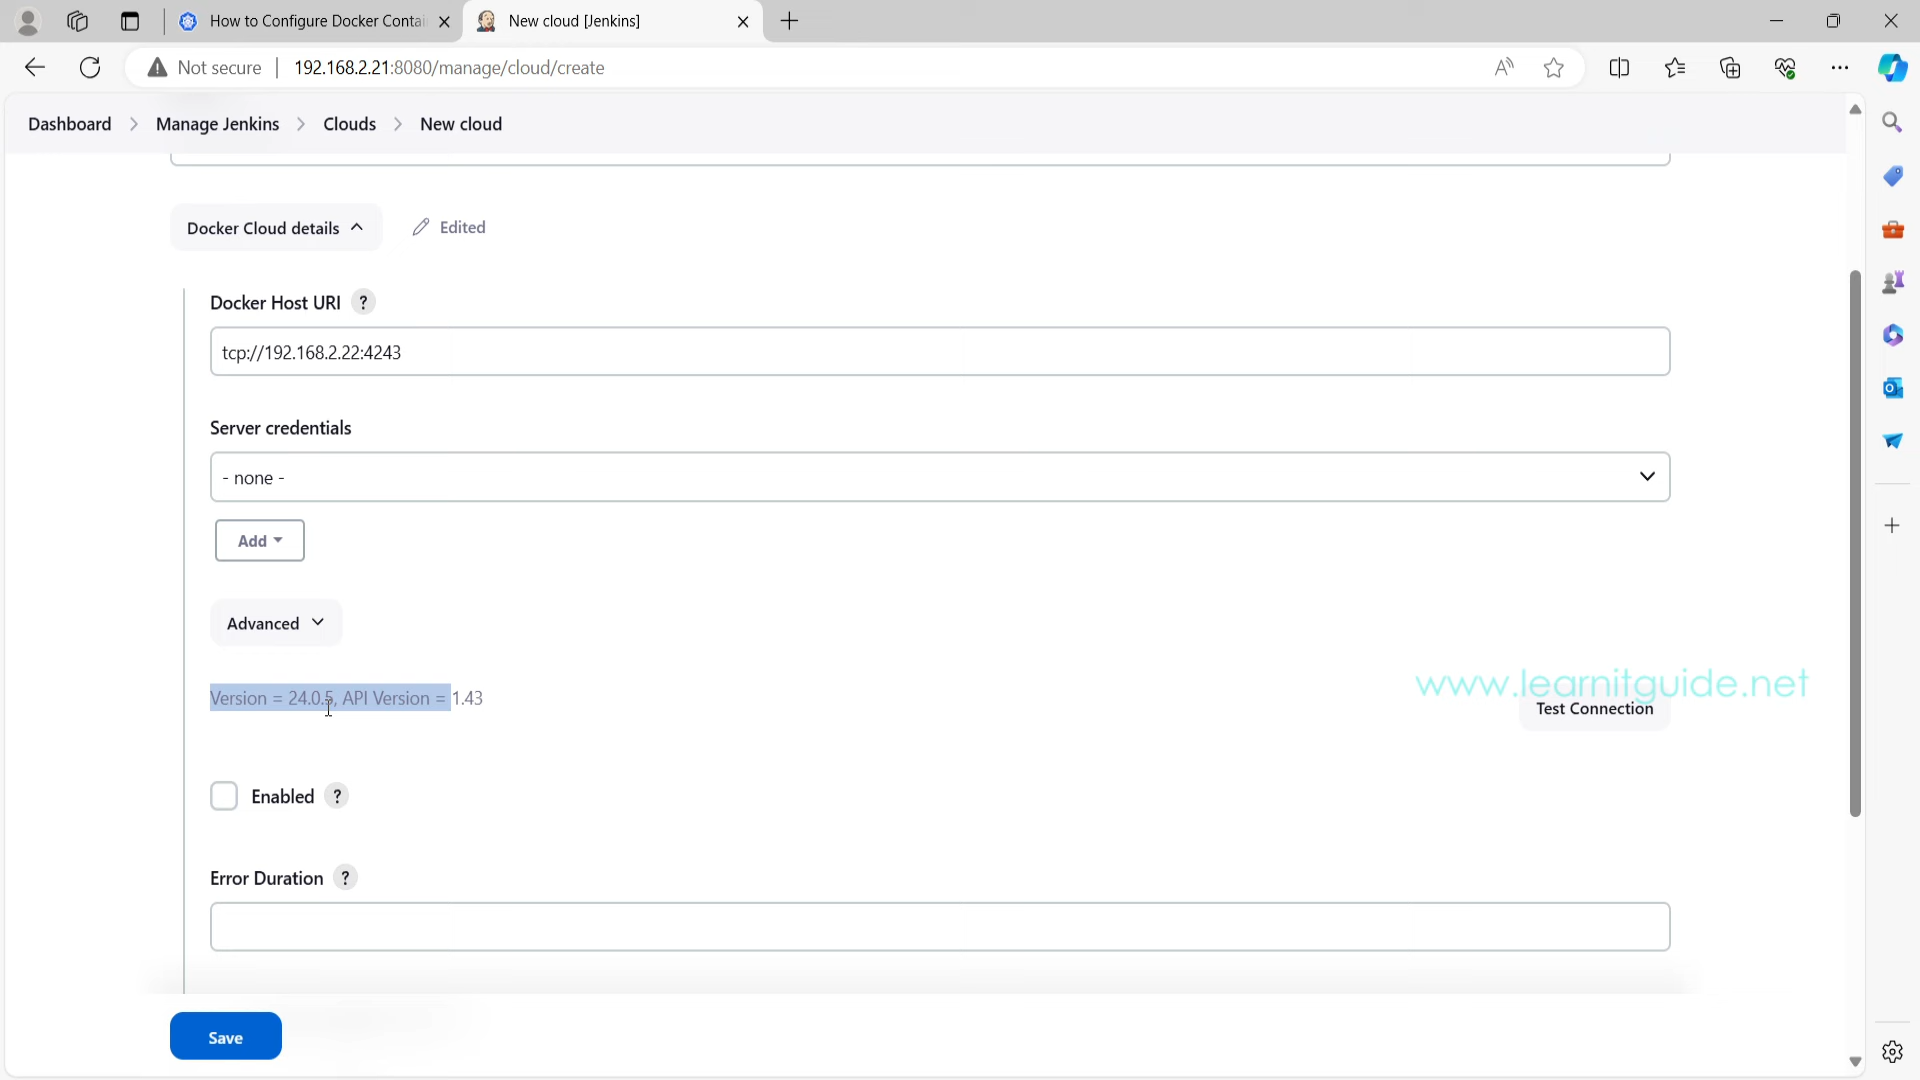 How to Configure Docker Contai
New cloud [Jenkins]
Not secure
192.168.2.21:8080/manage/cloud/create
Dashboard > Manage Jenkins > Clouds > New cloud
Docker Cloud details
Edited
Docker Host URI ?
tcp://192.168.2.22:4243
Server credentials
- none -
Add
Advanced
Version = 24.0.5, API Version = 1.43
www.learnitguide.net
Test Connection
Enabled ?
Error Duration ?
Save